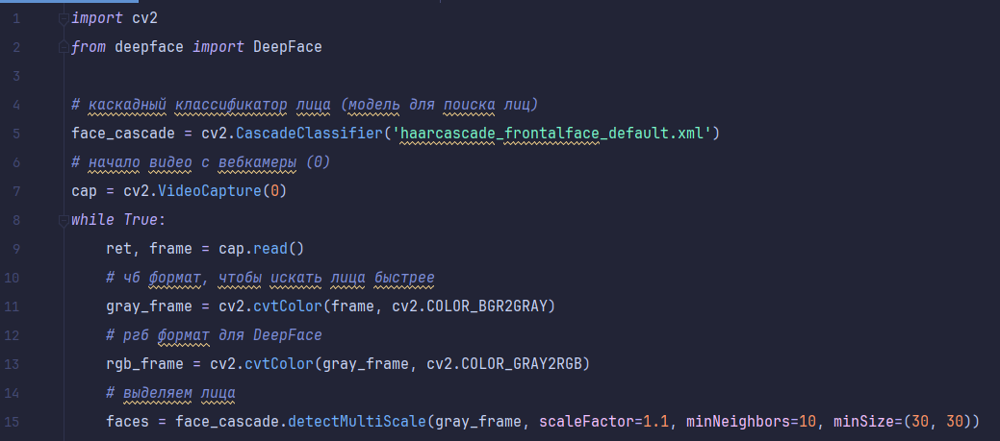 1 import cv2
2 from deepface import DeepFace
3
4 # каскадный классификатор лица (модель для поиска лиц)
5 face_cascade = cv2.CascadeClassifier('haarcascade_frontalface_default.xml')
6 # начало видео с вебкамеры (0)
7 cap = cv2.VideoCapture(0)
8 while True:
9     ret, frame = cap.read()
10     # чб формат, чтобы искать лица быстрее
11     gray_frame = cv2.cvtColor(frame, cv2.COLOR_BGR2GRAY)
12     # ргб формат для DeepFace
13     rgb_frame = cv2.cvtColor(gray_frame, cv2.COLOR_GRAY2RGB)
14     # выделяем лица
15     faces = face_cascade.detectMultiScale(gray_frame, scaleFactor=1.1, minNeighbors=10, minSize=(30, 30))